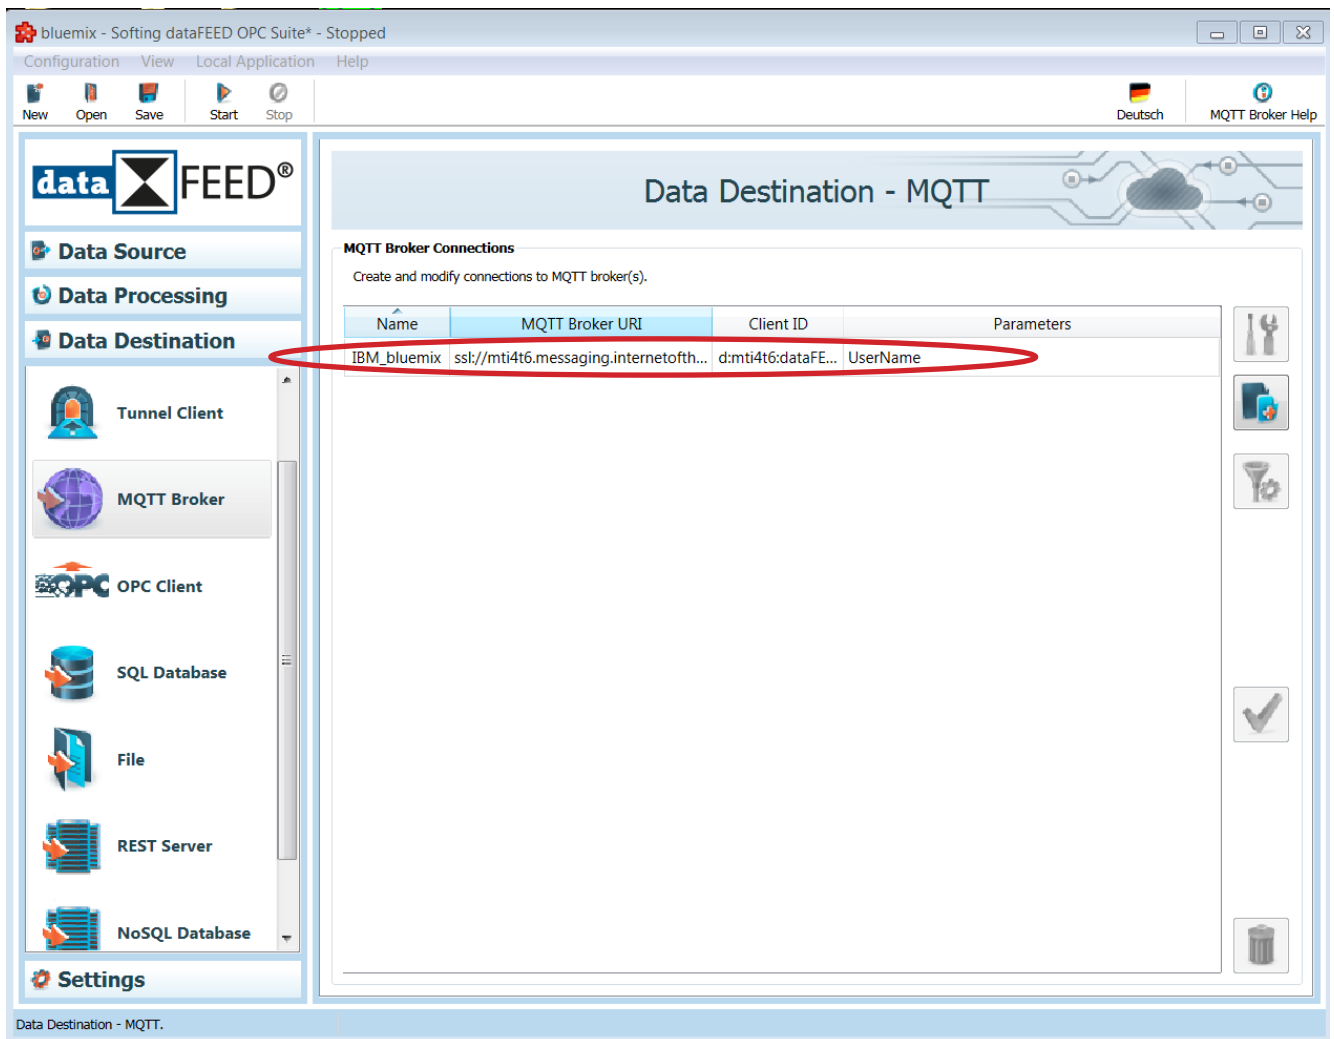 bluemix - Softing dataFEED OPC Suite* - Stopped
Configuration View Local Application Help
New Open Save Start Stop Deutsch MQTT Broker Help
data FEED®
Data Destination - MQTT
Data Source
Data Processing
Data Destination
Tunnel Client
MQTT Broker
OPC
OPC Client
SQL Database
File
REST Server
NoSQL Database
Settings
MQTT Broker Connections
Create and modify connections to MQTT broker(s).
Name MQTT Broker URI Client ID Parameters
IBM_bluemix ssl://mti4t6.messaging.internetofth... d:mti4t6:dataFE... UserName
Data Destination - MQTT.